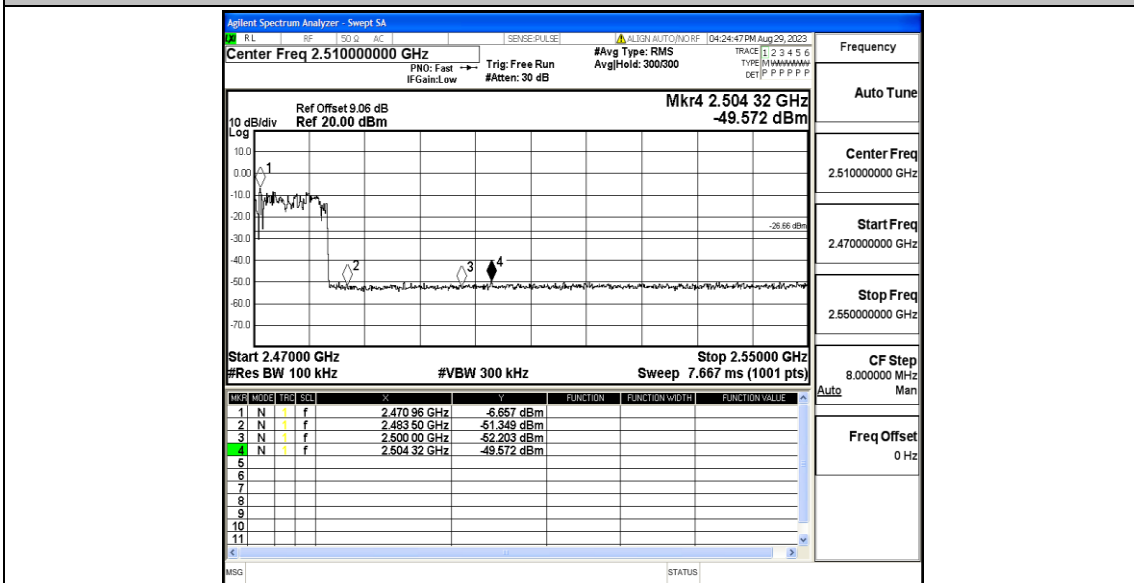 Agilent Spectrum Analyzer - Swept SA
RL RF 50 Ω AC SENSE:PULSE ALIGN AUTO/NO RF 04:24:47 PM Aug 29, 2023
Center Freq 2.510000000 GHz #Avg Type: RMS TRACE 1 2 3 4 5 6
PNO: Fast Trig: Free Run Avg|Hold: 300/300 TYPE M
IFGain:Low #Atten: 30 dB DET P P P P P P
Ref Offset 9.06 dB Mkr4 2.504 32 GHz
10 dB/div Ref 20.00 dBm -49.572 dBm
Log
10.0
0.00
-10.0
-20.0
-30.0
-40.0
-50.0
-60.0
-70.0
1
2
3
4
-26.66 dBm
Start 2.47000 GHz Stop 2.55000 GHz
#Res BW 100 kHz #VBW 300 kHz Sweep 7.667 ms (1001 pts)
MKR MODE TRC SCL X Y FUNCTION FUNCTION WIDTH FUNCTION VALUE
1 N 1 f 2.470 96 GHz -6.657 dBm
2 N 1 f 2.483 50 GHz -51.349 dBm
3 N 1 f 2.500 00 GHz -52.203 dBm
4 N 1 f 2.504 32 GHz -49.572 dBm
5
6
7
8
9
10
11
MSG STATUS
Frequency
Auto Tune
Center Freq
2.510000000 GHz
Start Freq
2.470000000 GHz
Stop Freq
2.550000000 GHz
CF Step
8.000000 MHz
Auto Man
Freq Offset
0 Hz